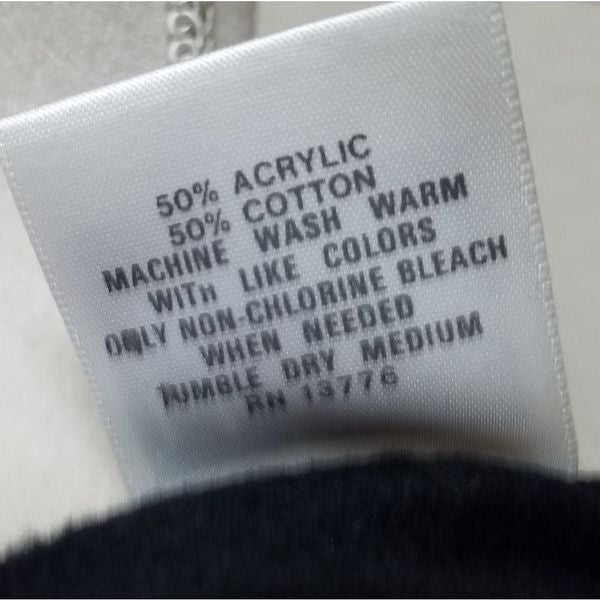 50% ACRYLIC
50% COTTON
MACHINE WASH WARM
WITH LIKE COLORS
ONLY NON-CHLORINE BLEACH
WHEN NEEDED
TUMBLE DRY MEDIUM
RN 13776